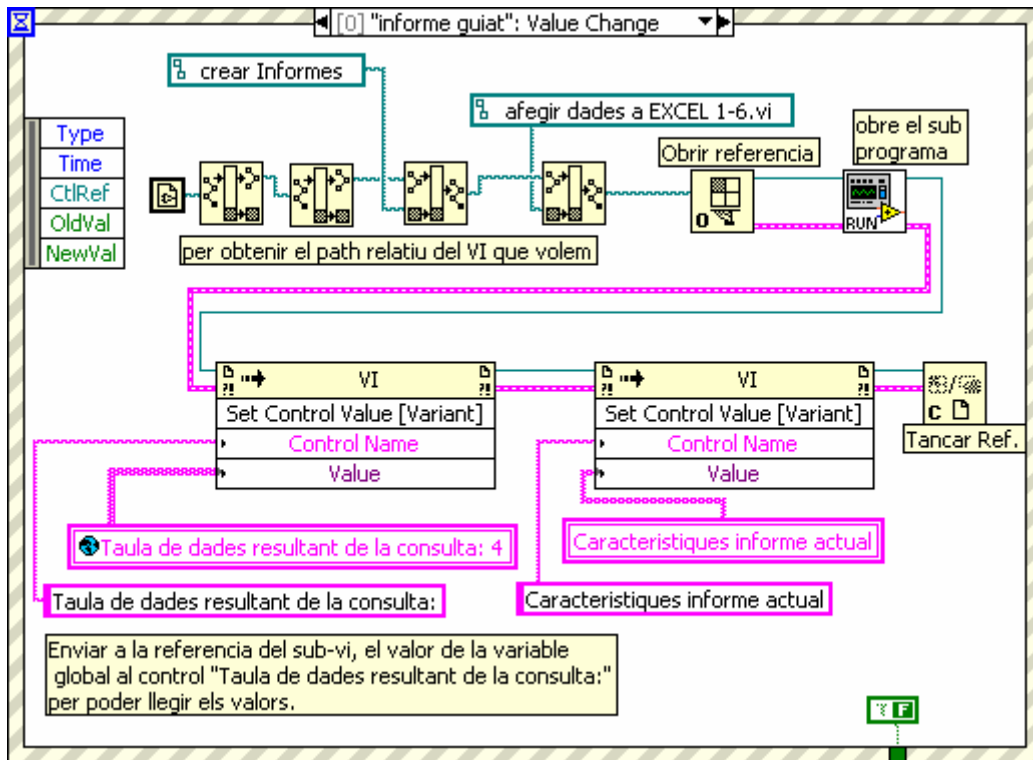 [0] "informe guiat": Value Change
crear Informes
afegir dades a EXCEL 1-6.vi
Type
Time
CtlRef
OldVal
NewVal
per obtenir el path relatiu del VI que volem
Obrir referencia
O
obre el sub
programa
RUN
?!
VI
?!
Set Control Value [Variant]
Control Name
Value
?!
VI
?!
Set Control Value [Variant]
Control Name
Value
C
Tancar Ref.
Taula de dades resultant de la consulta: 4
Caracteristiques informe actual
Taula de dades resultant de la consulta:
Caracteristiques informe actual
Enviar a la referencia del sub-vi, el valor de la variable
global al control "Taula de dades resultant de la consulta:"
per poder llegir els valors.
F